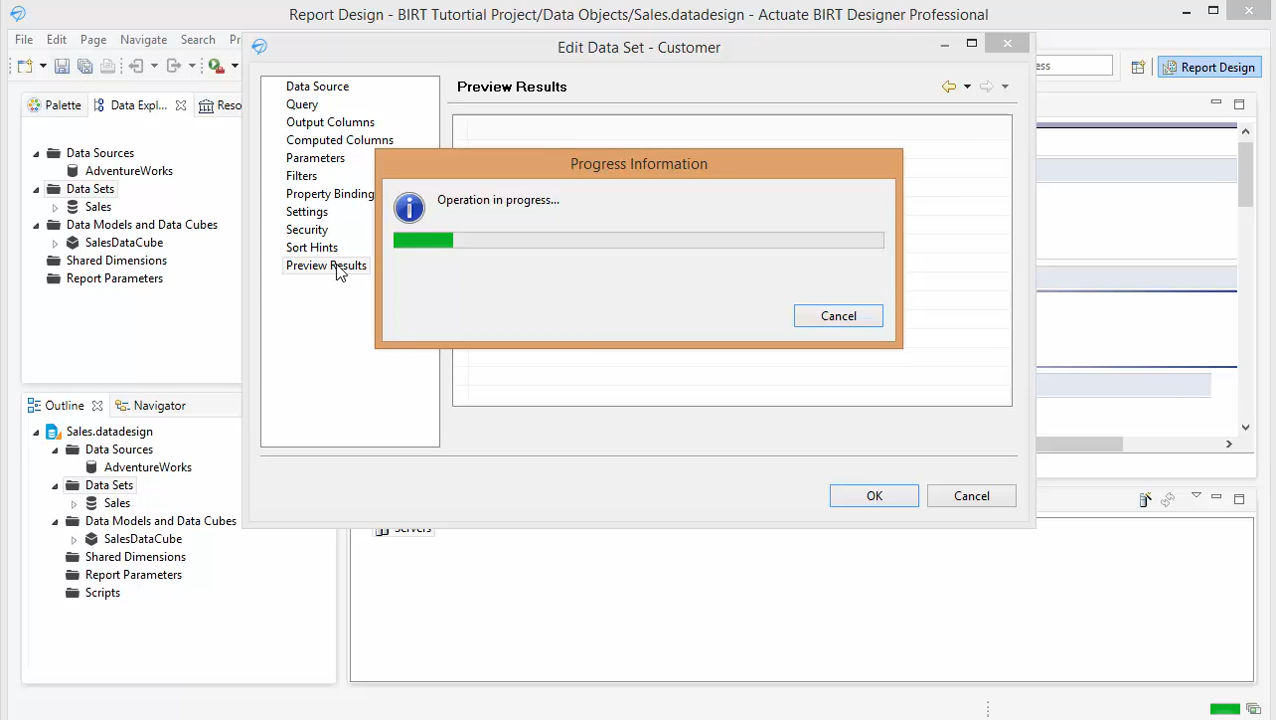 Report Design - BIRT Tutortial Project/Data Objects/Sales.datadesign - Actuate BIRT Designer Professional
File Edit Page Navigate Search
Edit Data Set - Customer
Report Design
Palette
Data Expl...
Data Sources
AdventureWorks
Data Sets
Sales
Data Models and Data Cubes
SalesDataCube
Shared Dimensions
Report Parameters
Data Source
Query
Output Columns
Computed Columns
Parameters
Filters
Property Binding
Settings
Security
Sort Hints
Preview Results
Preview Results
Progress Information
Operation in progress...
Cancel
OK
Cancel
Outline
Navigator
Sales.datadesign
Data Sources
AdventureWorks
Data Sets
Sales
Data Models and Data Cubes
SalesDataCube
Shared Dimensions
Report Parameters
Scripts
Servers